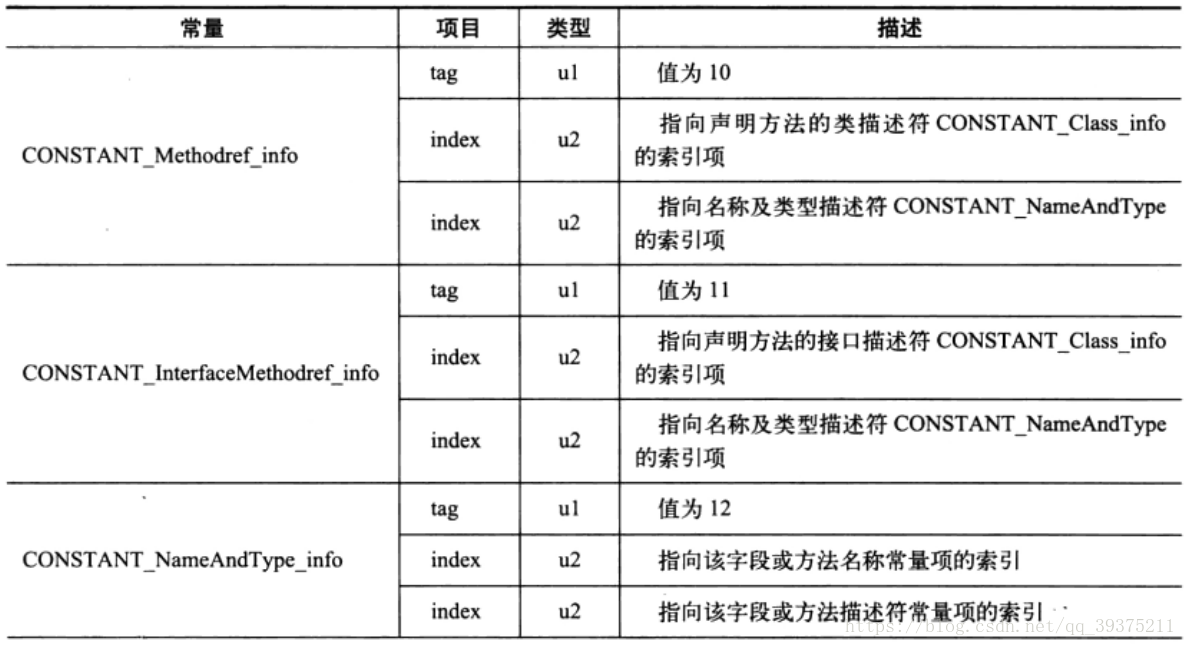 常量 项目 类型 描述
CONSTANT_Methodref_info
tag u1 值为 10
index u2 指向声明方法的类描述符 CONSTANT_Class_info
的索引项
index u2 指向名称及类型描述符 CONSTANT_NameAndType
的索引项
CONSTANT_InterfaceMethodref_info
tag u1 值为 11
index u2 指向声明方法的接口描述符 CONSTANT_Class_info
的索引项
index u2 指向名称及类型描述符 CONSTANT_NameAndType
的索引项
CONSTANT_NameAndType_info
tag u1 值为 12
index u2 指向该字段或方法名称常量项的索引
index u2 指向该字段或方法描述符常量项的索引
https://blog.csdn.net/qq_39375211